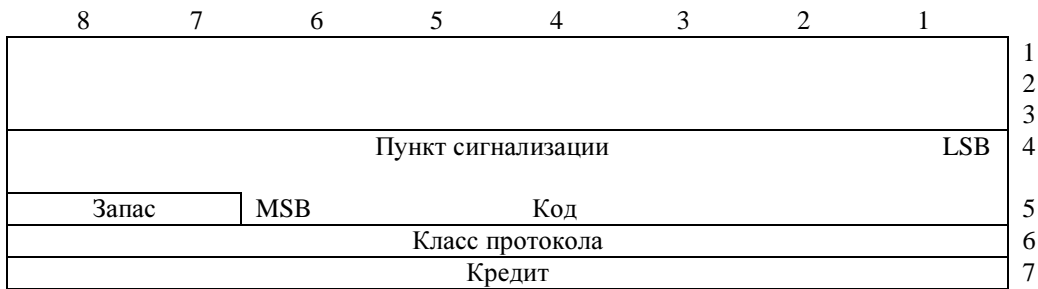 8 7 6 5 4 3 2 1
1
2
3
Пункт сигнализации LSB 4
Запас MSB Код 5
Класс протокола 6
Кредит 7